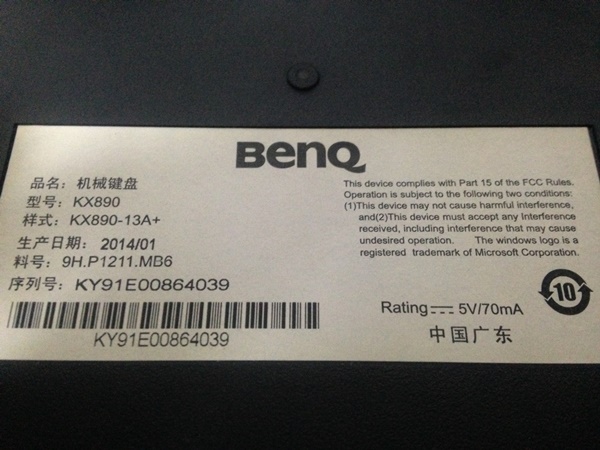 BenQ
品名：机械键盘
型号：KX890
样式：KX890-13A+
生产日期：2014/01
料号：9H.P1211.MB6
序列号：KY91E00864039
KY91E00864039
This device complies with Part 15 of the FCC Rules.
Operation is subject to the following two conditions:
(1)This device may not cause harmful interference,
and(2)This device must accept any Interference
received, including interference that may cause
undesired operation. The windows logo is a
registered trademark of Microsoft Corporation.
10
Rating 5V/70mA
中国广东